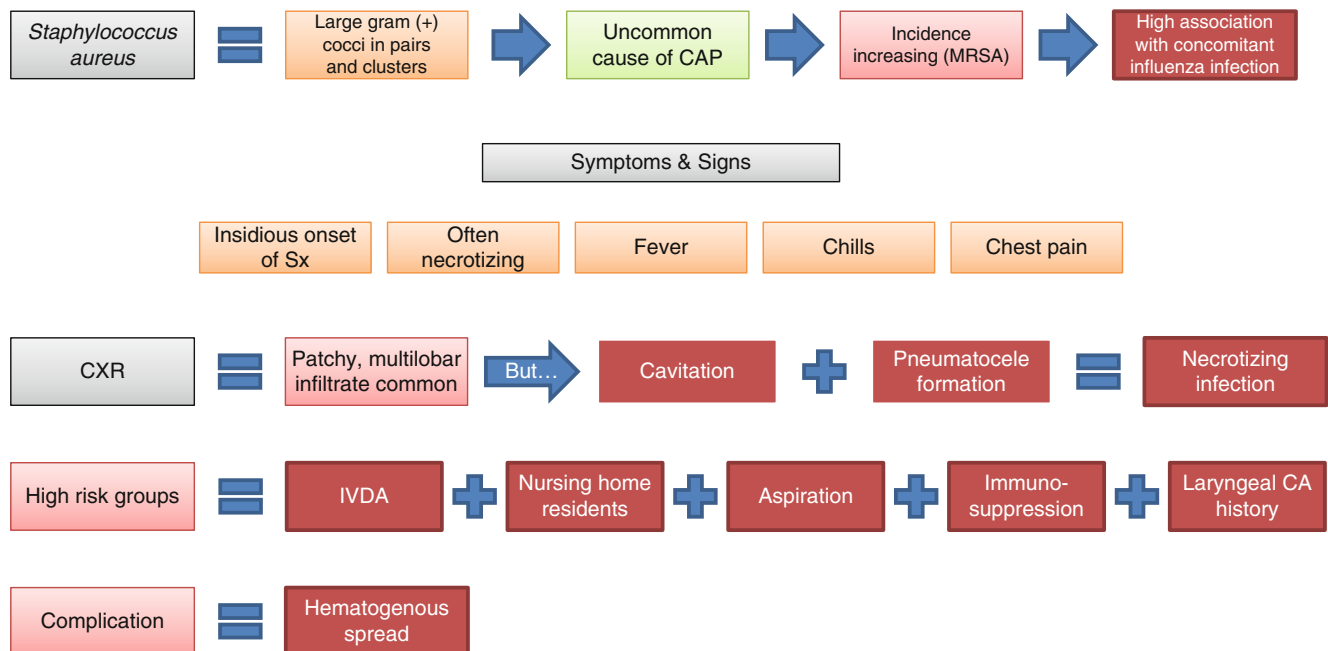 Staphylococcus
aureus
Large gram (+)
cocci in pairs
and clusters
Uncommon
cause of CAP
Incidence
increasing (MRSA)
High association
with concomitant
influenza infection
Symptoms & Signs
Insidious onset
of Sx
Often
necrotizing
Fever
Chills
Chest pain
CXR
Patchy, multilobar
infiltrate common
But...
Cavitation
Pneumatocele
formation
Necrotizing
infection
High risk groups
IVDA
Nursing home
residents
Aspiration
Immuno-
suppression
Laryngeal CA
history
Complication
Hematogenous
spread